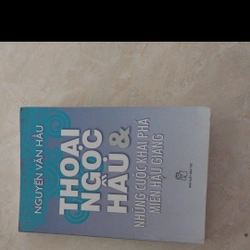 NGUYỄN VĂN HẦU
THOẠI
NGỌC
HẦU &
NHỮNG CUỘC KHAI PHÁ
MIỀN HẬU GIANG